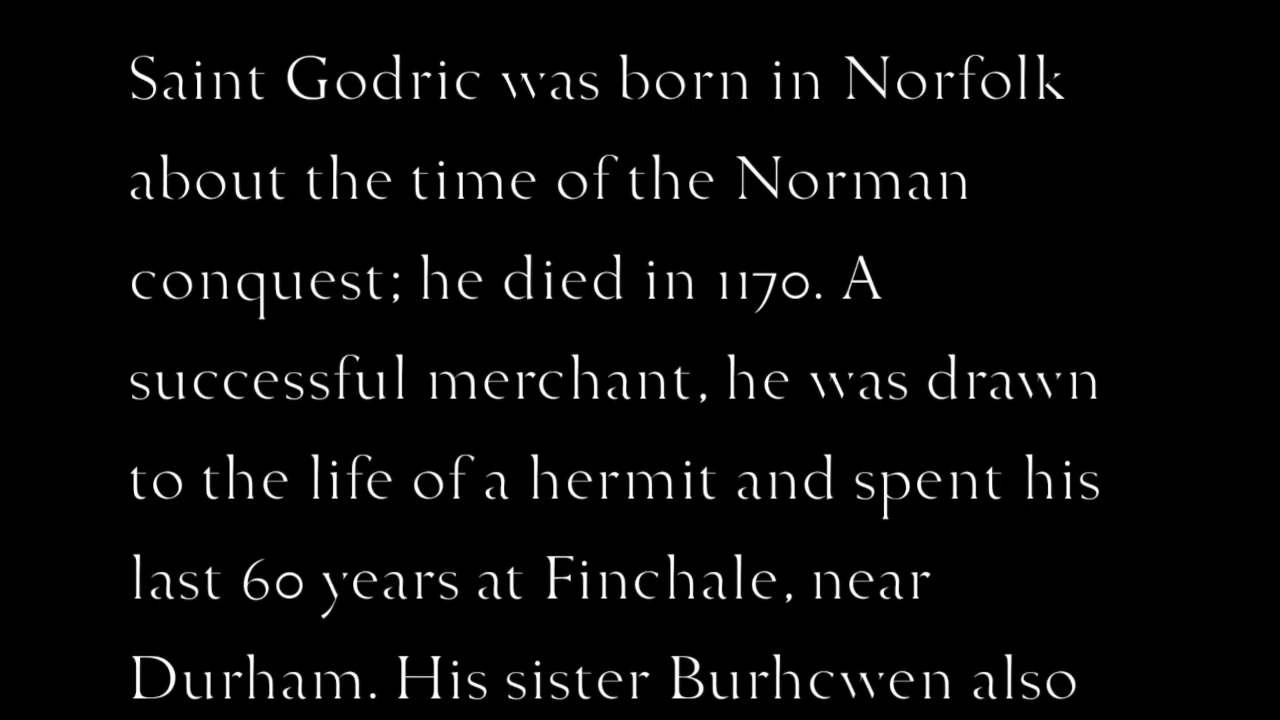 Saint Godric was born in Norfolk
about the time of the Norman
conquest; he died in 1170. A
successful merchant, he was drawn
to the life of a hermit and spent his
last 60 years at Finchale, near
Durham. His sister Burhcwen also